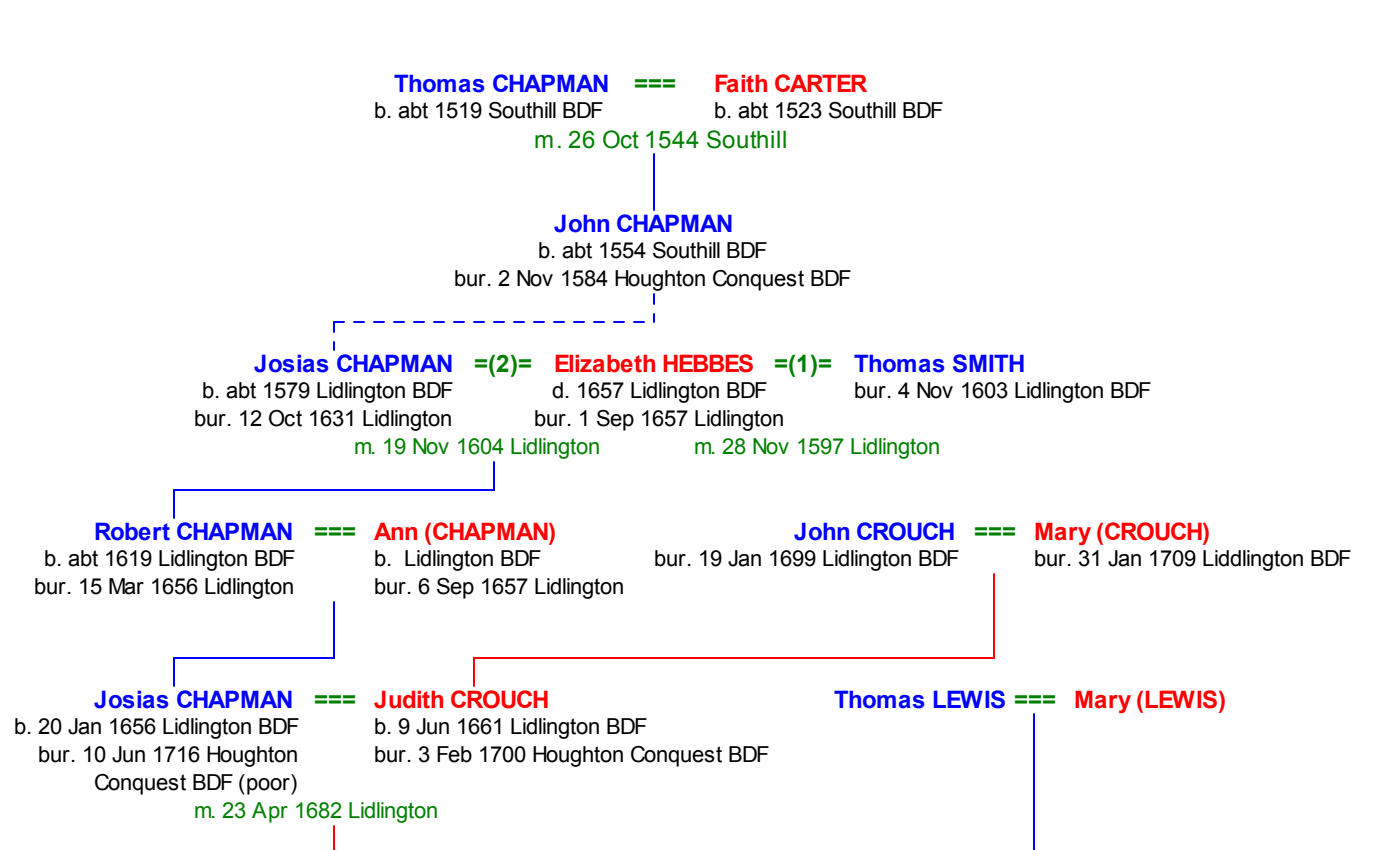 Thomas CHAPMAN === Faith CARTER
b. abt 1519 Southill BDF b. abt 1523 Southill BDF
m. 26 Oct 1544 Southill
John CHAPMAN
b. abt 1554 Southill BDF
bur. 2 Nov 1584 Houghton Conquest BDF
Josias CHAPMAN =(2)= Elizabeth HEBBES =(1)= Thomas SMITH
b. abt 1579 Lidlington BDF d. 1657 Lidlington BDF bur. 4 Nov 1603 Lidlington BDF
bur. 12 Oct 1631 Lidlington bur. 1 Sep 1657 Lidlington
m. 19 Nov 1604 Lidlington m. 28 Nov 1597 Lidlington
Robert CHAPMAN === Ann (CHAPMAN) John CROUCH === Mary (CROUCH)
b. abt 1619 Lidlington BDF b. Lidlington BDF bur. 19 Jan 1699 Lidlington BDF bur. 31 Jan 1709 Liddlington BDF
bur. 15 Mar 1656 Lidlington bur. 6 Sep 1657 Lidlington
Josias CHAPMAN === Judith CROUCH Thomas LEWIS === Mary (LEWIS)
b. 20 Jan 1656 Lidlington BDF b. 9 Jun 1661 Lidlington BDF
bur. 10 Jun 1716 Houghton bur. 3 Feb 1700 Houghton Conquest BDF
Conquest BDF (poor)
m. 23 Apr 1682 Lidlington